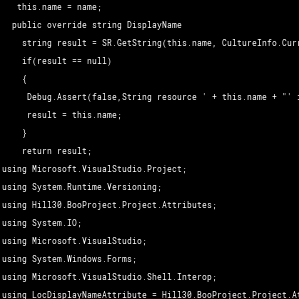 this.name = name;
public override string DisplayName
string result = SR.GetString(this.name, CultureInfo.Curr
if(result == null)
{
Debug.Assert(false,String resource ' + this.name + "'
result = this.name;
}
return result;
using Microsoft.VisualStudio.Project;
using System.Runtime.Versioning;
using Hill30.BooProject.Project.Attributes;
using System.IO;
using Microsoft.VisualStudio;
using System.Windows.Forms;
using Microsoft.VisualStudio.Shell.Interop;
using LocDisplayNameAttribute = Hill30.BooProject.Project.At